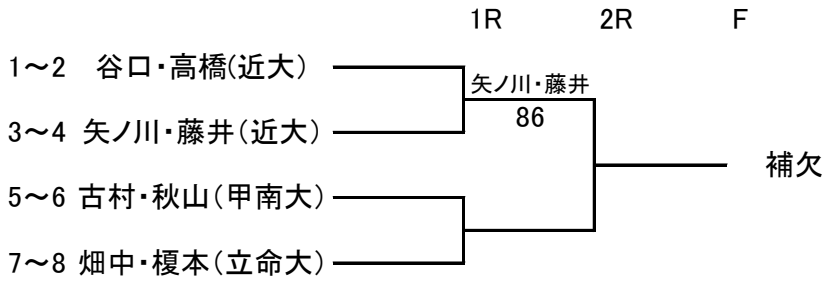 1R 2R F
1～2 谷口・高橋(近大)
矢ノ川・藤井
86
3～4 矢ノ川・藤井(近大)
補欠
5～6 古村・秋山(甲南大)
7～8 畑中・榎本(立命大)